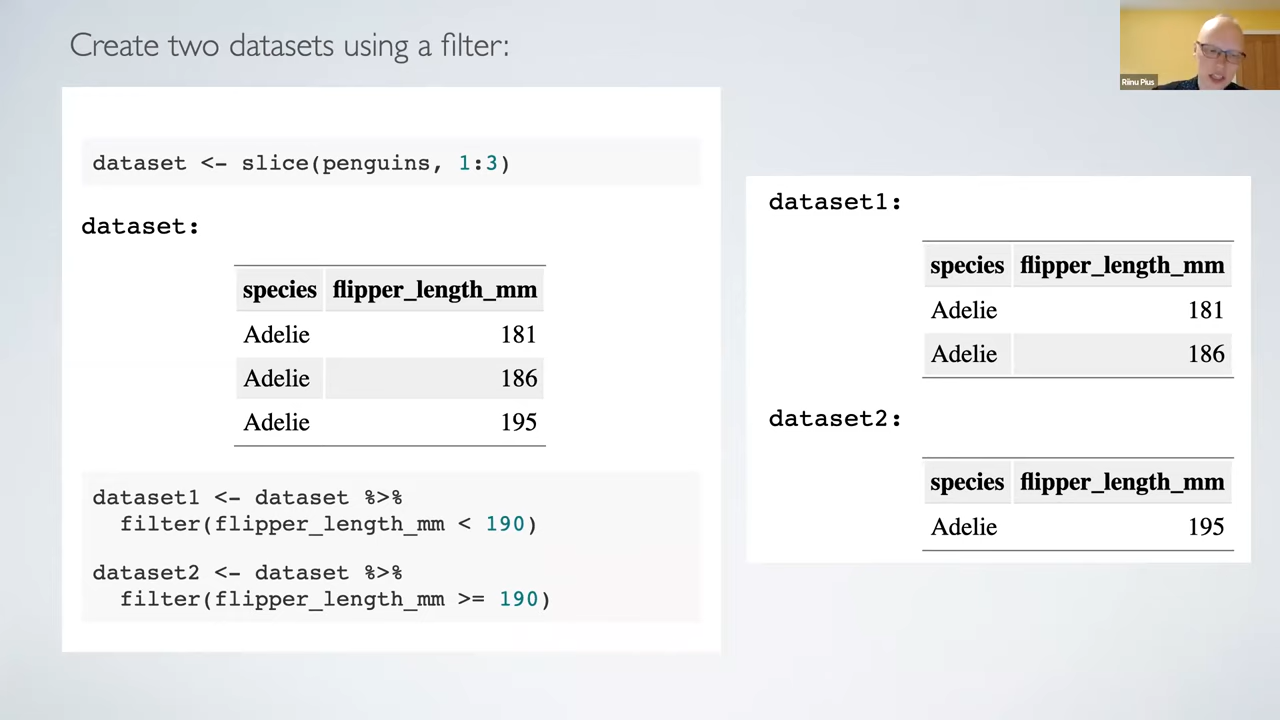 Create two datasets using a filter:
Riinu Pius
dataset <- slice(penguins, 1:3)
dataset:
species flipper_length_mm
Adelie 181
Adelie 186
Adelie 195
dataset1 <- dataset %>%
filter(flipper_length_mm < 190)
dataset2 <- dataset %>%
filter(flipper_length_mm >= 190)
dataset1:
species flipper_length_mm
Adelie 181
Adelie 186
dataset2:
species flipper_length_mm
Adelie 195